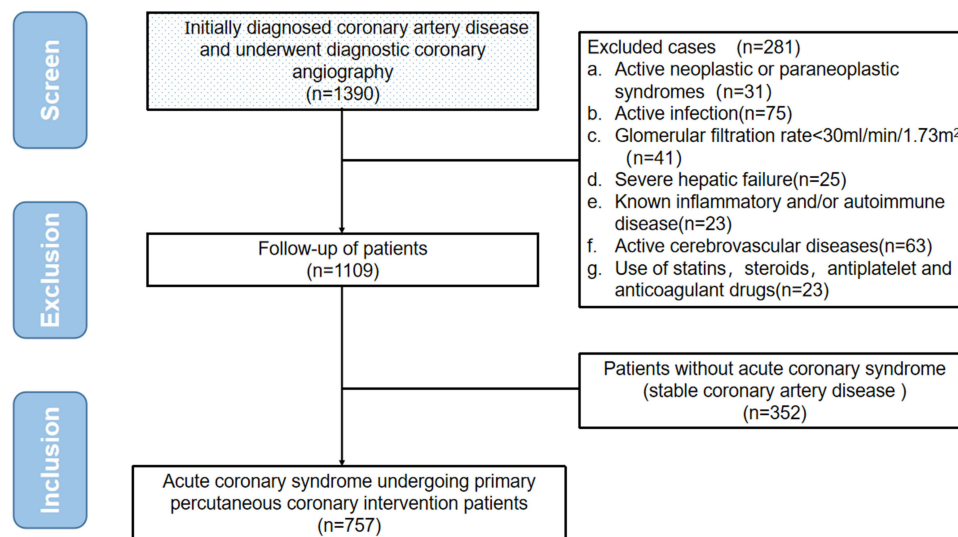 Screen
Initially diagnosed coronary artery disease
and underwent diagnostic coronary
angiography
(n=1390)
Excluded cases (n=281)
a. Active neoplastic or paraneoplastic
syndromes (n=31)
b. Active infection(n=75)
c. Glomerular filtration rate<30ml/min/1.73m²
(n=41)
d. Severe hepatic failure(n=25)
e. Known inflammatory and/or autoimmune
disease(n=23)
f. Active cerebrovascular diseases(n=63)
g. Use of statins，steroids，antiplatelet and
anticoagulant drugs(n=23)
Exclusion
Follow-up of patients
(n=1109)
Patients without acute coronary syndrome
(stable coronary artery disease )
(n=352)
Inclusion
Acute coronary syndrome undergoing primary
percutaneous coronary intervention patients
(n=757)